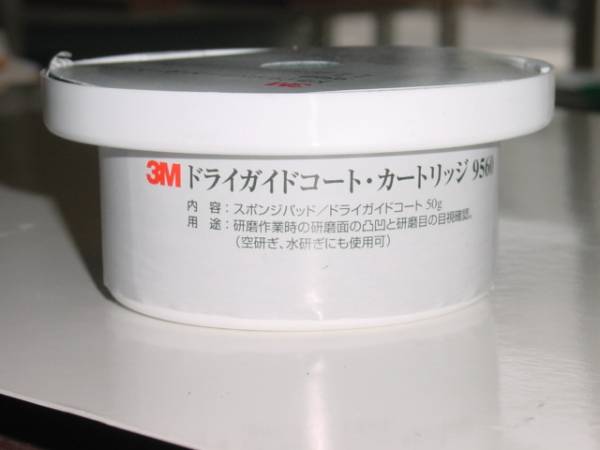 3M ドライガイドコート・カートリッジ 9560
内 容：スポンジパッド／ドライガイドコート 50g
用 途：研磨作業時の研磨面の凸凹と研磨目の目視確認。
（空研ぎ、水研ぎにも使用可）